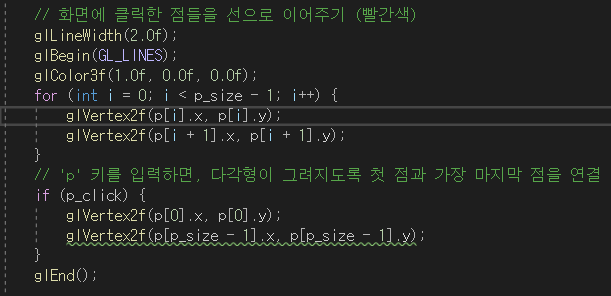 // 화면에 클릭한 점들을 선으로 이어주기 (빨간색)
glLineWidth(2.0f);
glBegin(GL_LINES);
glColor3f(1.0f, 0.0f, 0.0f);
for (int i = 0; i < p_size - 1; i++) {
glVertex2f(p[i].x, p[i].y);
glVertex2f(p[i + 1].x, p[i + 1].y);
}
// 'p' 키를 입력하면, 다각형이 그려지도록 첫 점과 가장 마지막 점을 연결
if (p_click) {
glVertex2f(p[0].x, p[0].y);
glVertex2f(p[p_size - 1].x, p[p_size - 1].y);
}
glEnd();